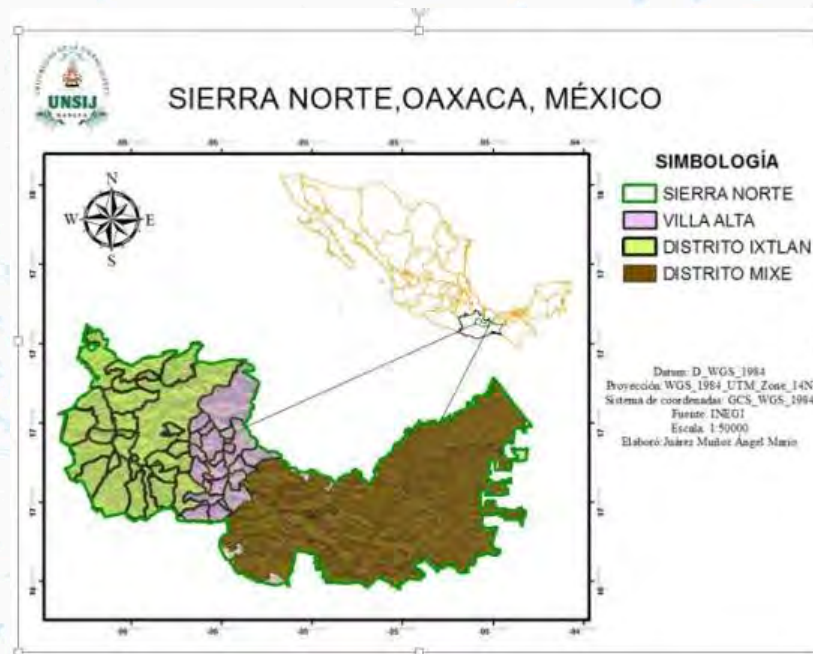 UNSIJ
SIERRA NORTE,OAXACA, MÉXICO
N
W
E
S
SIMBOLOGÍA
SIERRA NORTE
VILLA ALTA
DISTRITO IXTLAN
DISTRITO MIXE
Datum: D_WGS_1984
Proyección: WGS_1984_UTM_Zone_14N
Sistema de coordenadas: GCS_WGS_1984
Fuente: INEGI
Escala: 1:50000
Elaboró: Juárez Muñoz Ángel Mario